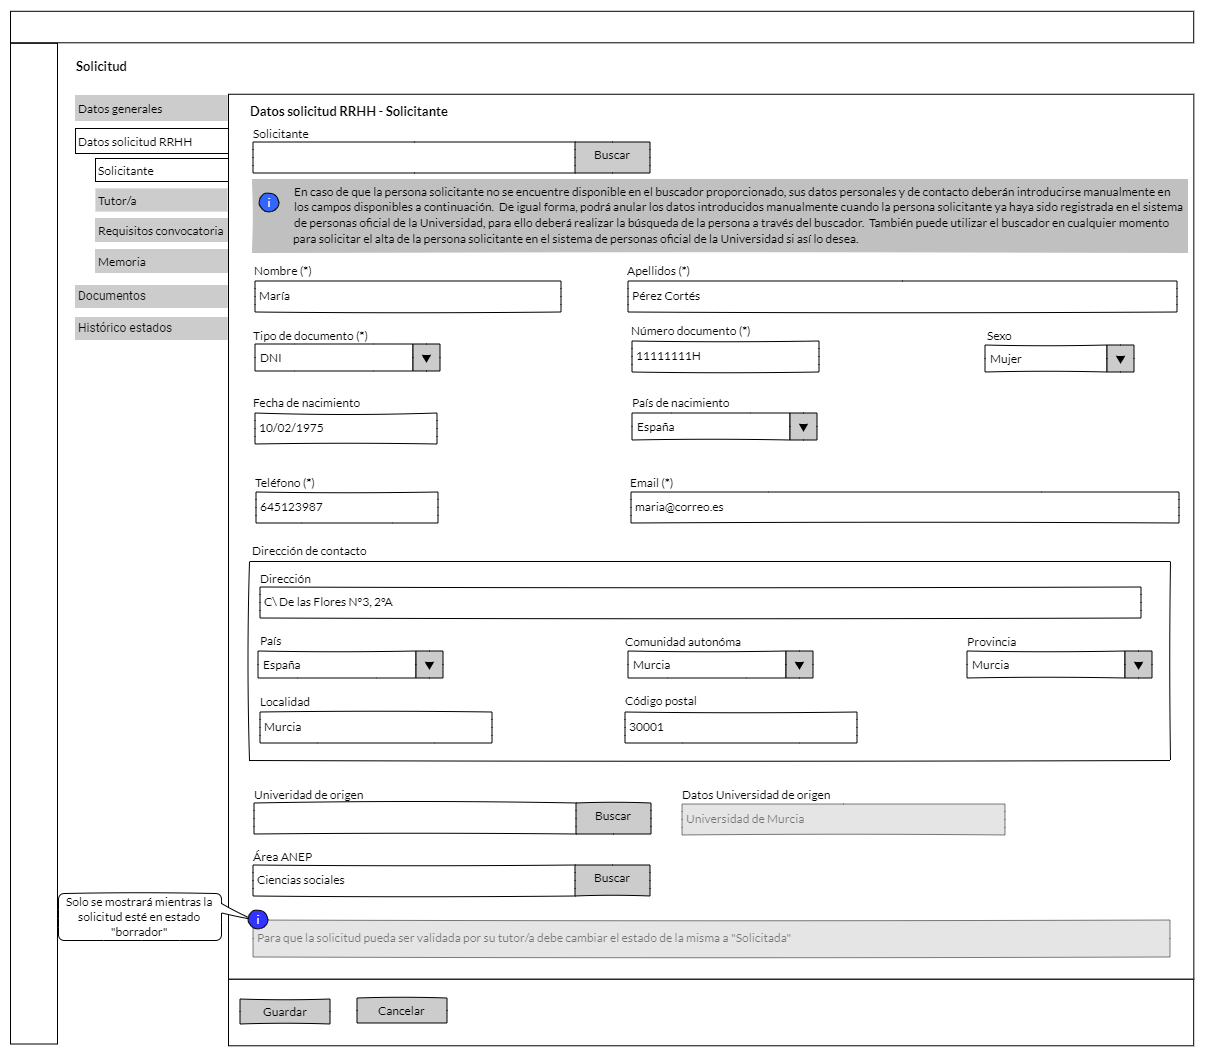 Solicitud
Datos generales
Datos solicitud RRHH
Solicitante
Tutor/a
Requisitos convocatoria
Memoria
Documentos
Histórico estados
Datos solicitud RRHH - Solicitante
Solicitante
Buscar
i
En caso de que la persona solicitante no se encuentre disponible en el buscador proporcionado, sus datos personales y de contacto deberán introducirse manualmente en
los campos disponibles a continuación. De igual forma, podrá anular los datos introducidos manualmente cuando la persona solicitante ya haya sido registrada en el sistema
de personas oficial de la Universidad, para ello deberá realizar la búsqueda de la persona a través del buscador. También puede utilizar el buscador en cualquier momento
para solicitar el alta de la persona solicitante en el sistema de personas oficial de la Universidad si así lo desea.
Nombre (*) Apellidos (*)
María Pérez Cortés
Tipo de documento (*) Número documento (*) Sexo
DNI 11111111H Mujer
Fecha de nacimiento País de nacimiento
10/02/1975 España
Teléfono (*) Email (*)
645123987 maria@correo.es
Dirección de contacto
Dirección
C\ De las Flores Nº3, 2ºA
País Comunidad autonóma Provincia
España Murcia Murcia
Localidad Código postal
Murcia 30001
Univeridad de origen Datos Universidad de origen
Buscar Universidad de Murcia
Área ANEP
Ciencias sociales Buscar
Solo se mostrará mientras la
solicitud esté en estado
"borrador"
i
Para que la solicitud pueda ser validada por su tutor/a debe cambiar el estado de la misma a "Solicitada"
Guardar Cancelar